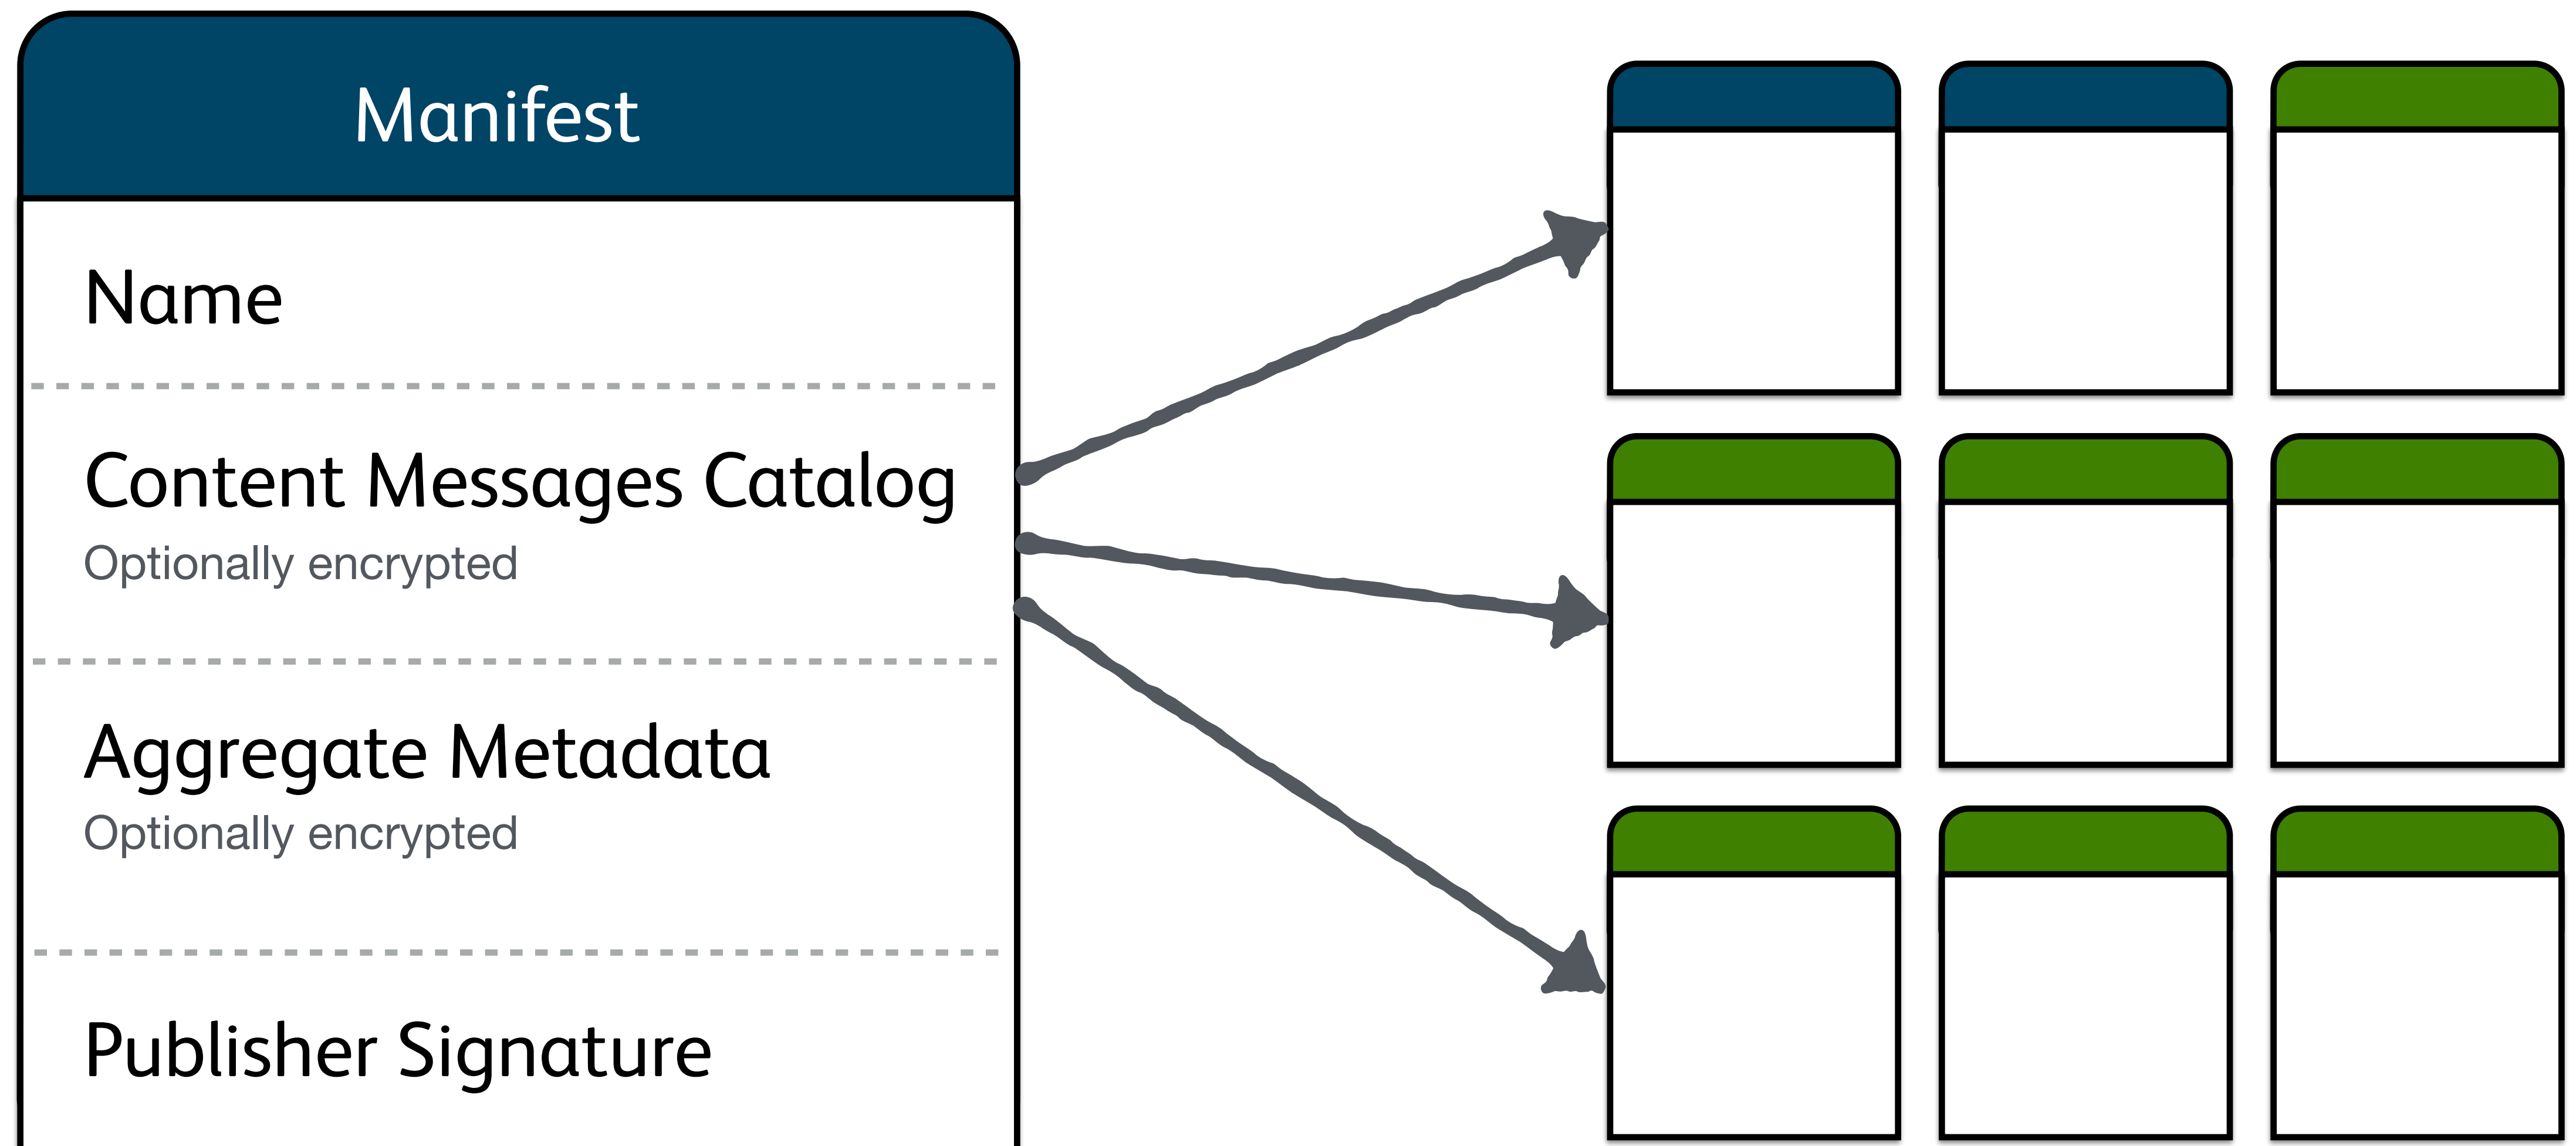 Manifest
Name
Content Messages Catalog
Optionally encrypted
Aggregate Metadata
Optionally encrypted
Publisher Signature